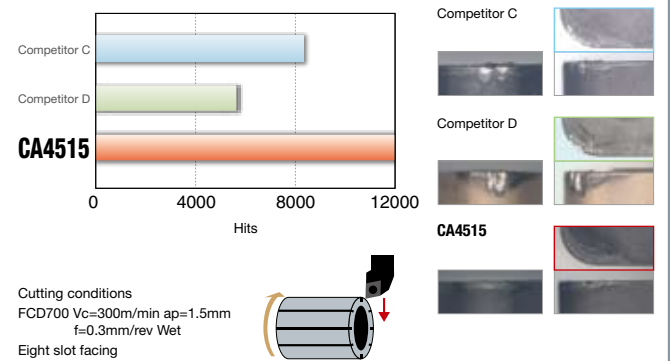 Competitor C
Competitor D
CA4515
0 4000 8000 12000
Hits
Cutting conditions
FCD700 Vc=300m/min ap=1.5mm
f=0.3mm/rev Wet
Eight slot facing
Competitor C
Competitor D
CA4515